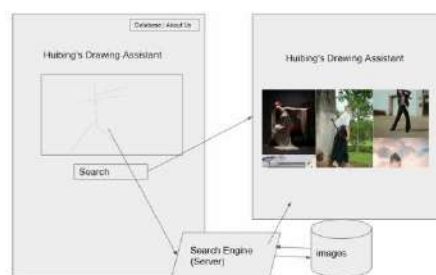 Database | About Us
Huibing's Drawing Assistant
Search
Huibing's Drawing Assistant
Search Engine
(Server)
images